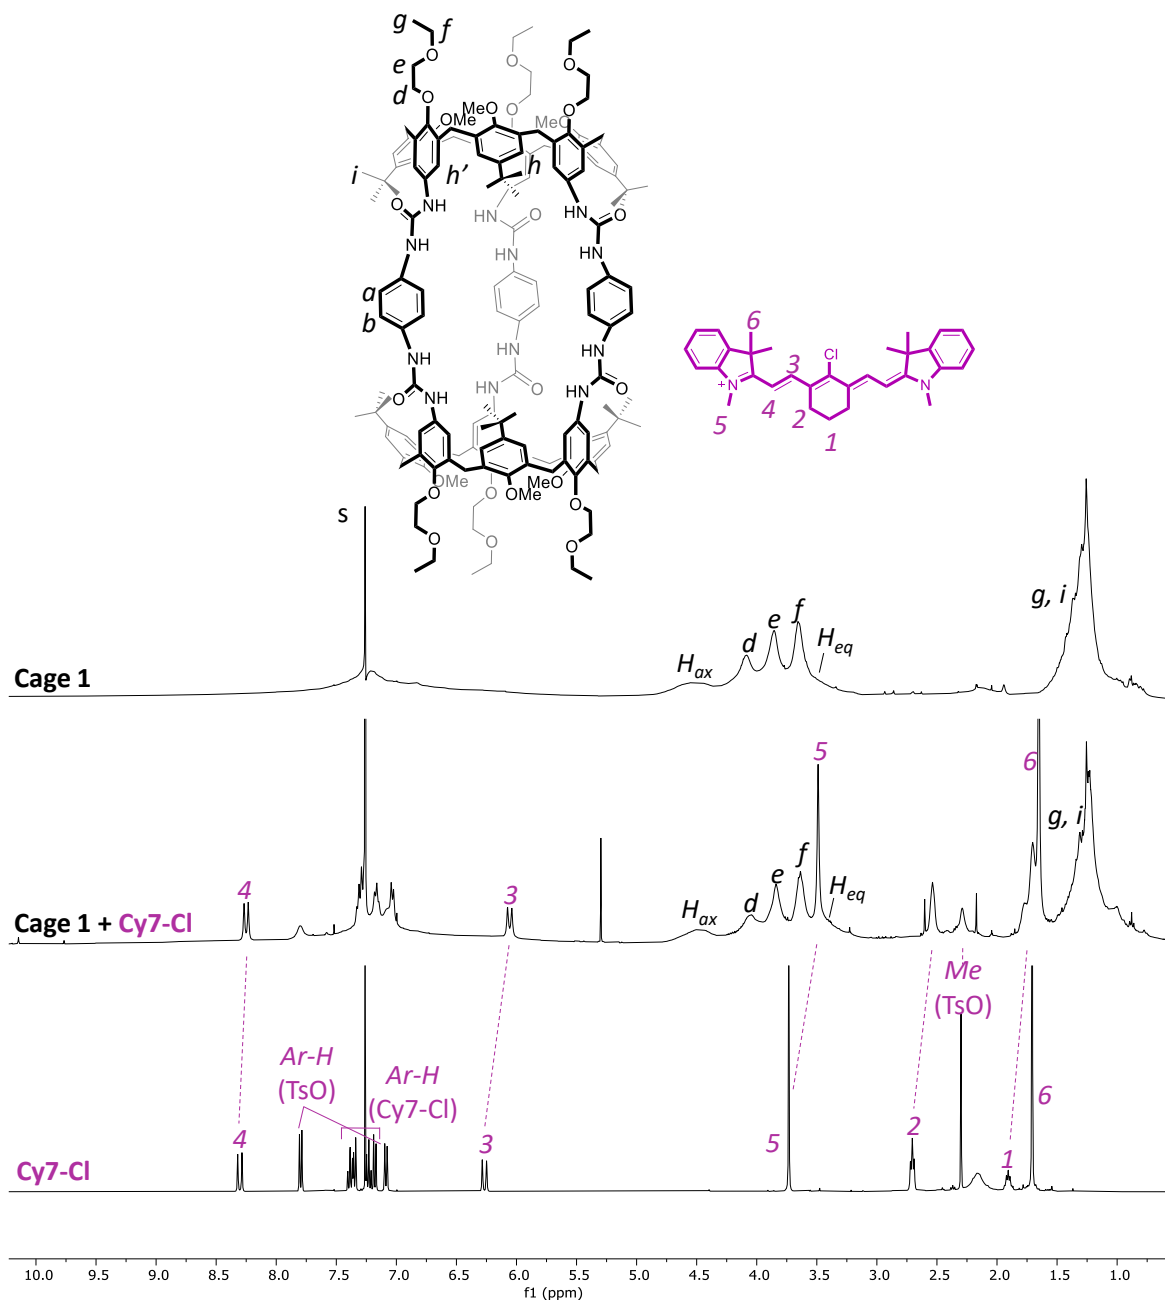 g
f
O
e
d
O
O
O
O
O
O
MeO
OMe
O
MeO
i
h'
h
NH
O
NH
HN
O
HN
HN
O
HN
a
b
NH
O
NH
HN
O
HN
HN
O
HN
OMe
O
OMe
O
MeO
O
O
O
O
6
Cl
3
N
+
4
5
2
1
N
s
g, i
Cage 1
Hax
d
e
f
Heq
Cage 1 + Cy7-Cl
4
3
Hax
d
e
f
5
Heq
6
g, i
Me
(TsO)
Ar-H
(TsO)
Ar-H
(Cy7-Cl)
Cy7-Cl
4
3
5
2
1
6
10.0 9.5 9.0 8.5 8.0 7.5 7.0 6.5 6.0 5.5 5.0 4.5 4.0 3.5 3.0 2.5 2.0 1.5 1.0
f1 (ppm)